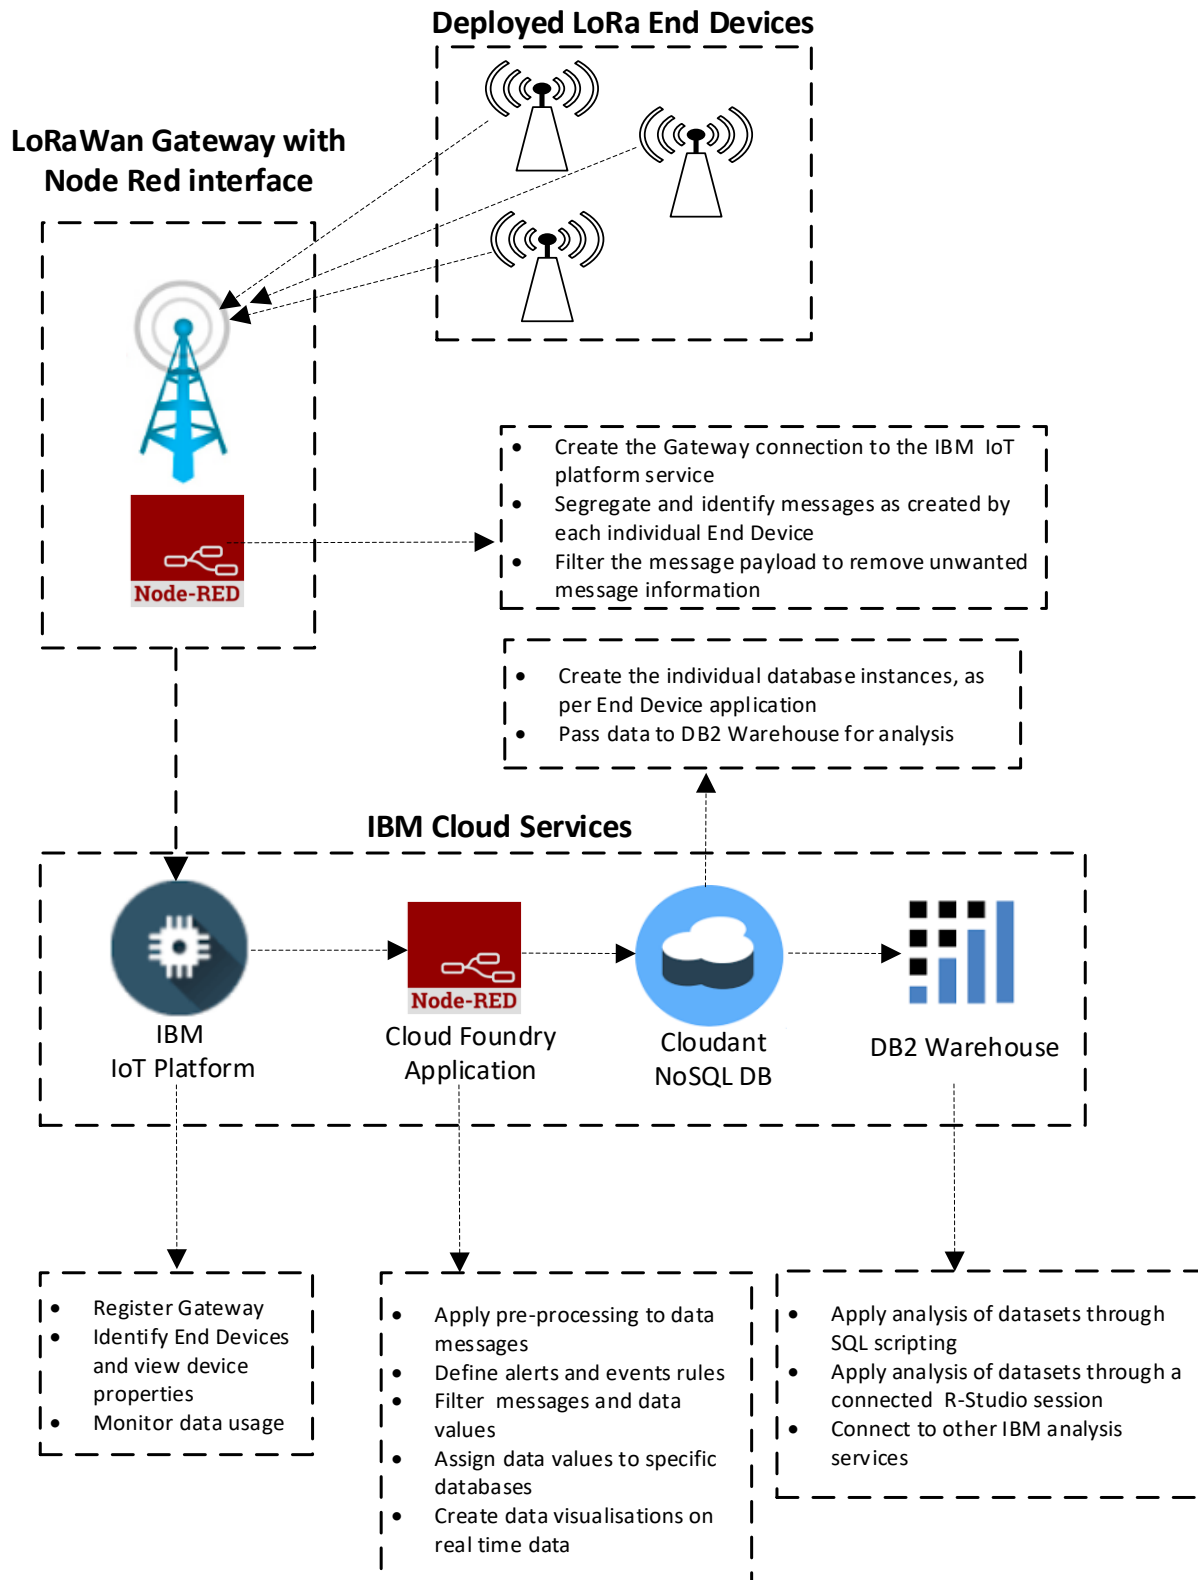 Deployed LoRa End Devices
LoRaWan Gateway with
Node Red interface
Node-RED
• Create the Gateway connection to the IBM IoT
platform service
• Segregate and identify messages as created by
each individual End Device
• Filter the message payload to remove unwanted
message information
• Create the individual database instances, as
per End Device application
• Pass data to DB2 Warehouse for analysis
IBM Cloud Services
IBM
IoT Platform
Node-RED
Cloud Foundry
Application
Cloudant
NoSQL DB
DB2 Warehouse
• Register Gateway
• Identify End Devices
and view device
properties
• Monitor data usage
• Apply pre-processing to data
messages
• Define alerts and events rules
• Filter messages and data
values
• Assign data values to specific
databases
• Create data visualisations on
real time data
• Apply analysis of datasets through
SQL scripting
• Apply analysis of datasets through a
connected R-Studio session
• Connect to other IBM analysis
services